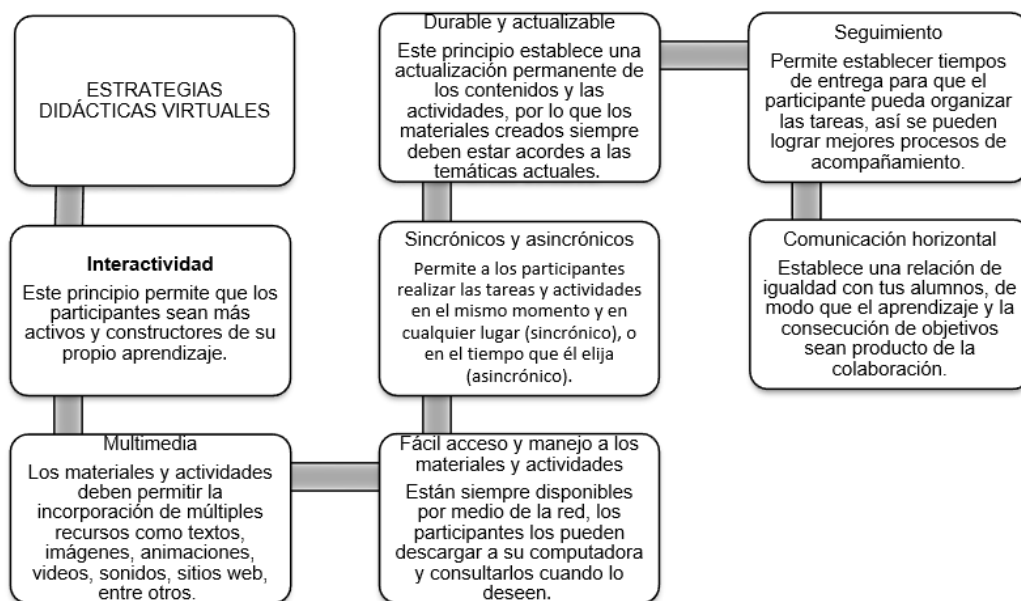 ESTRATEGIAS
DIDÁCTICAS VIRTUALES
Interactividad
Este principio permite que los
participantes sean más
activos y constructores de su
propio aprendizaje.
Multimedia
Los materiales y actividades
deben permitir la
incorporación de múltiples
recursos como textos,
imágenes, animaciones,
videos, sonidos, sitios web,
entre otros.
Fácil acceso y manejo a los
materiales y actividades
Están siempre disponibles
por medio de la red, los
participantes los pueden
descargar a su computadora
y consultarlos cuando lo
deseen.
Sincrónicos y asincrónicos
Permite a los participantes
realizar las tareas y actividades
en el mismo momento y en
cualquier lugar (sincrónico), o
en el tiempo que él elija
(asincrónico).
Durable y actualizable
Este principio establece una
actualización permanente de
los contenidos y las
actividades, por lo que los
materiales creados siempre
deben estar acordes a las
temáticas actuales.
Seguimiento
Permite establecer tiempos
de entrega para que el
participante pueda organizar
las tareas, así se pueden
lograr mejores procesos de
acompañamiento.
Comunicación horizontal
Establece una relación de
igualdad con tus alumnos, de
modo que el aprendizaje y la
consecución de objetivos
sean producto de la
colaboración.